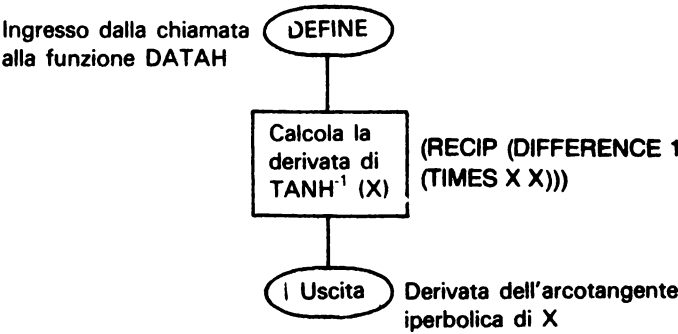 Ingresso dalla chiamata
alla funzione DATAH
DEFINE
Calcola la
derivata di
TANH⁻¹ (X)
(RECIP (DIFFERENCE 1
(TIMES X X)))
Uscita
Derivata dell'arcotangente
iperbolica di X